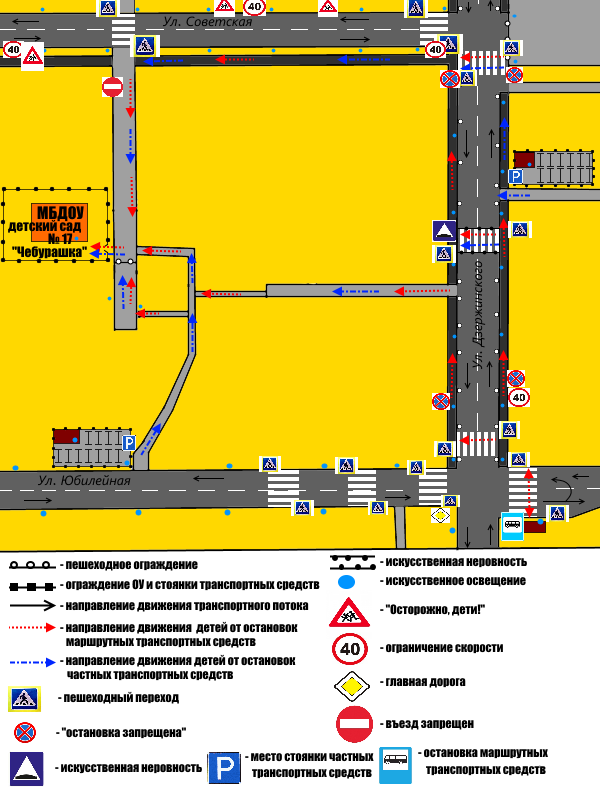 Ул. Советская
40
40
40
Р
МБДОУ
детский сад
№ 17
"Чебурашка"
Ул. Дзержинского
40
Р
Ул. Юбилейная
- пешеходное ограждение
- ограждение ОУ и стоянки транспортных средств
- направление движения транспортного потока
- направление движения детей от остановок
маршрутных транспортных средств
- направление движения детей от остановок
частных транспортных средств
- пешеходный переход
- "остановка запрещена"
- искусственная неровность
Р
- место стоянки частных
транспортных средств
- искусственная неровность
- искусственное освещение
- "Осторожно, дети!"
40
- ограничение скорости
- главная дорога
- въезд запрещен
- остановка маршрутных
транспортных средств